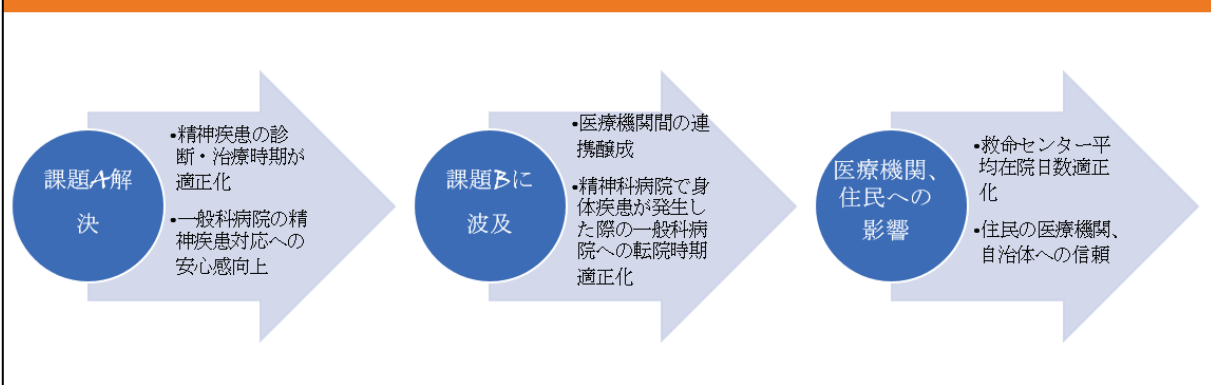 課題A解
決
•精神疾患の診
断・治療時期が
適正化
•一般科病院の精
神疾患対応への
安心感向上
課題Bに
波及
•医療機関間の連
携醸成
•精神科病院で身
体疾患が発生し
た際の一般科病
院への転院時期
適正化
医療機関、
住民への
影響
•救命センター平
均在院日数適正
化
•住民の医療機関、
自治体への信頼